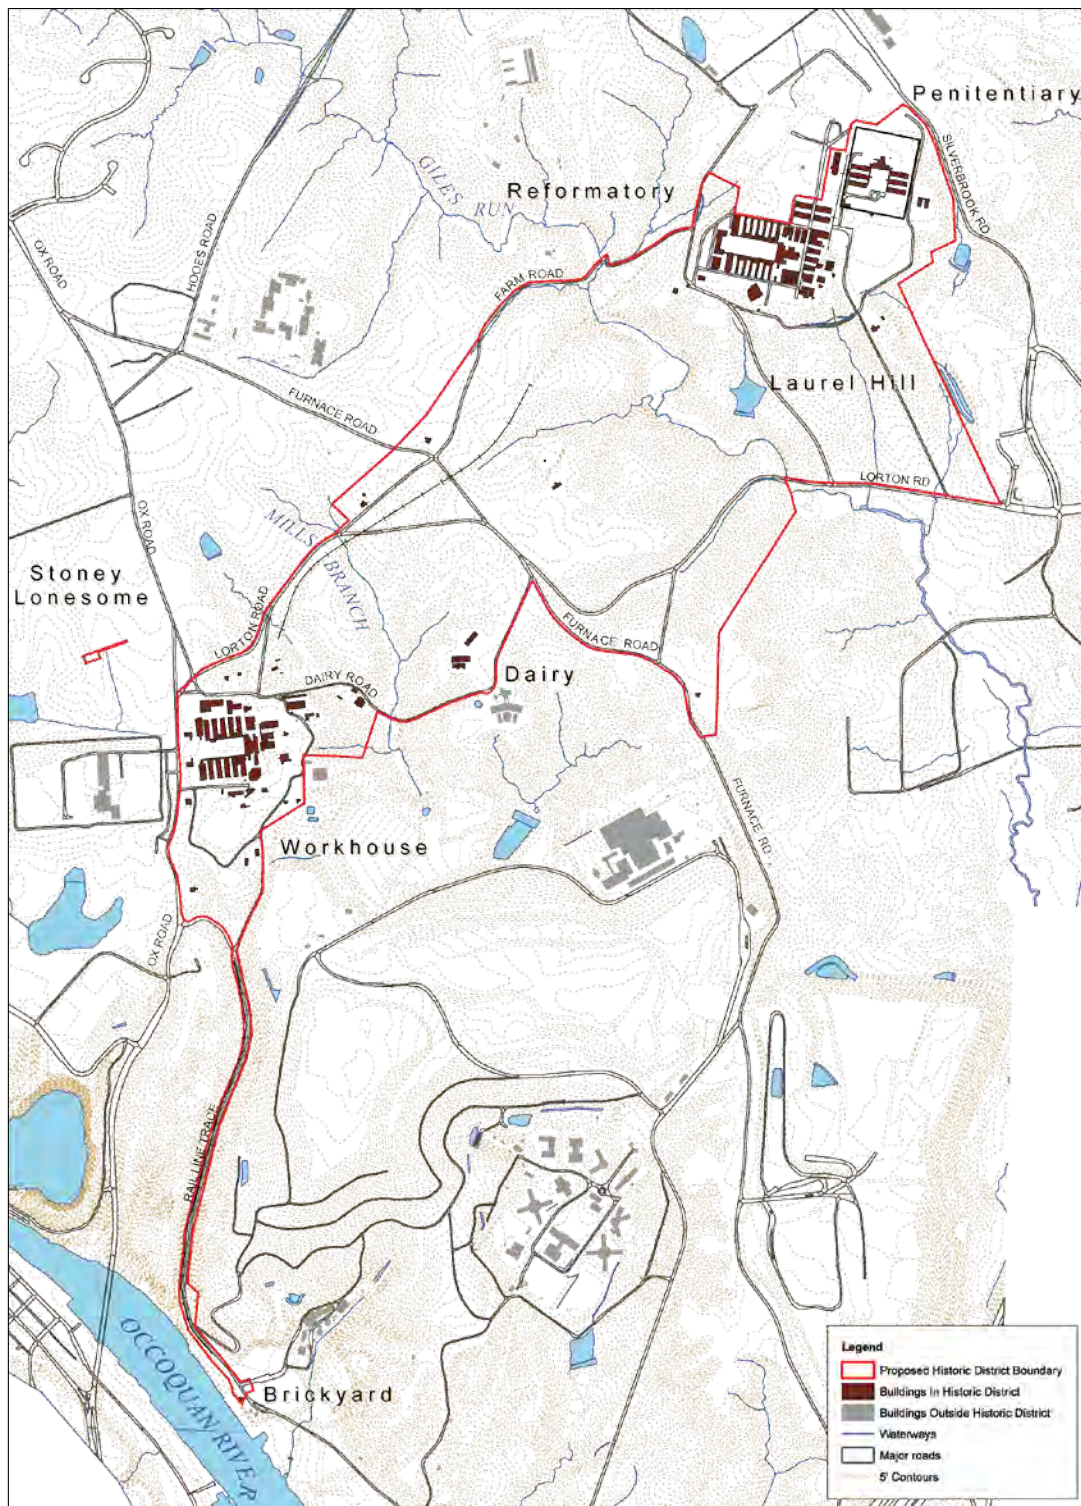 Penitentiary
SILVERBROOK RD
GILES RUN
Reformatory
OX ROAD
HOOES ROAD
FARM ROAD
Laurel Hill
FURNACE ROAD
LORTON RD
OX ROAD
MILLS BRANCH
Stoney
Lonesome
LORTON ROAD
FURNACE ROAD
DAIRY ROAD
Dairy
FURNACE RD
Workhouse
OX ROAD
RAIL LINE TRACE
OCCOQUAN RIVER
Brickyard
Legend
Proposed Historic District Boundary
Buildings In Historic District
Buildings Outside Historic District
Waterways
Major roads
5' Contours